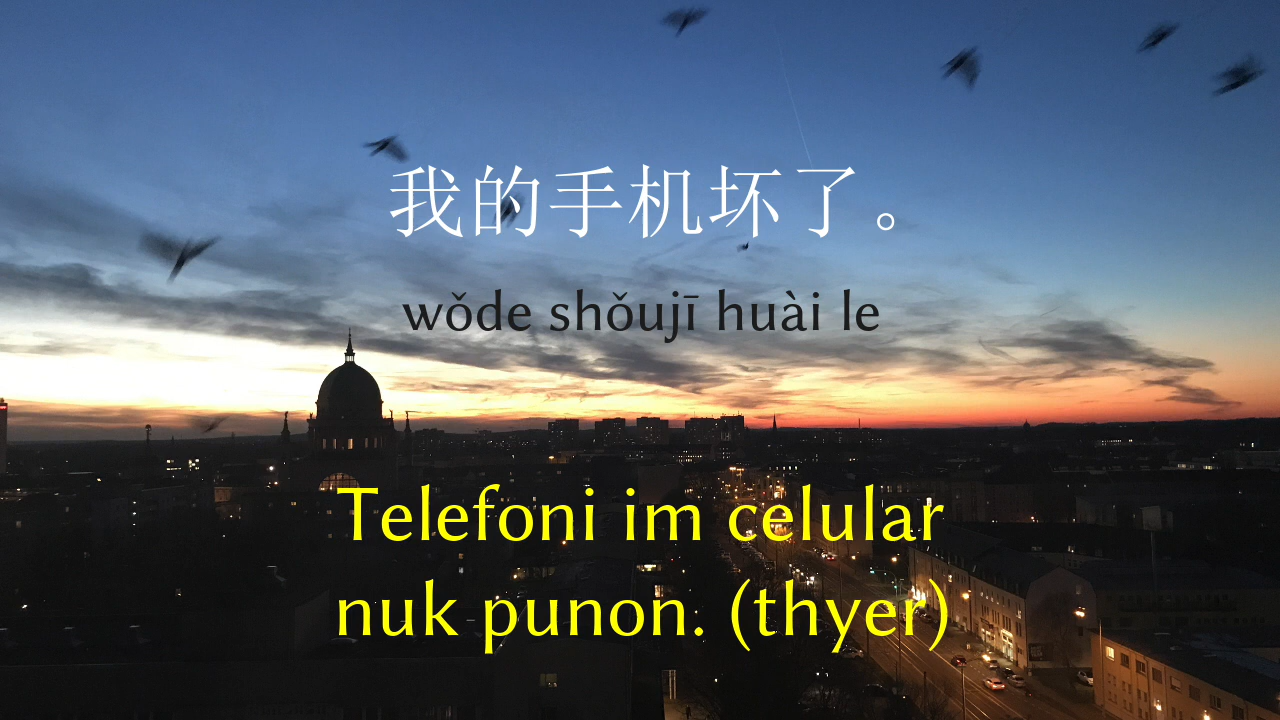 我的手机坏了。
wǒde shǒujī huài le
Telefoni im celular
nuk punon. (thyer)